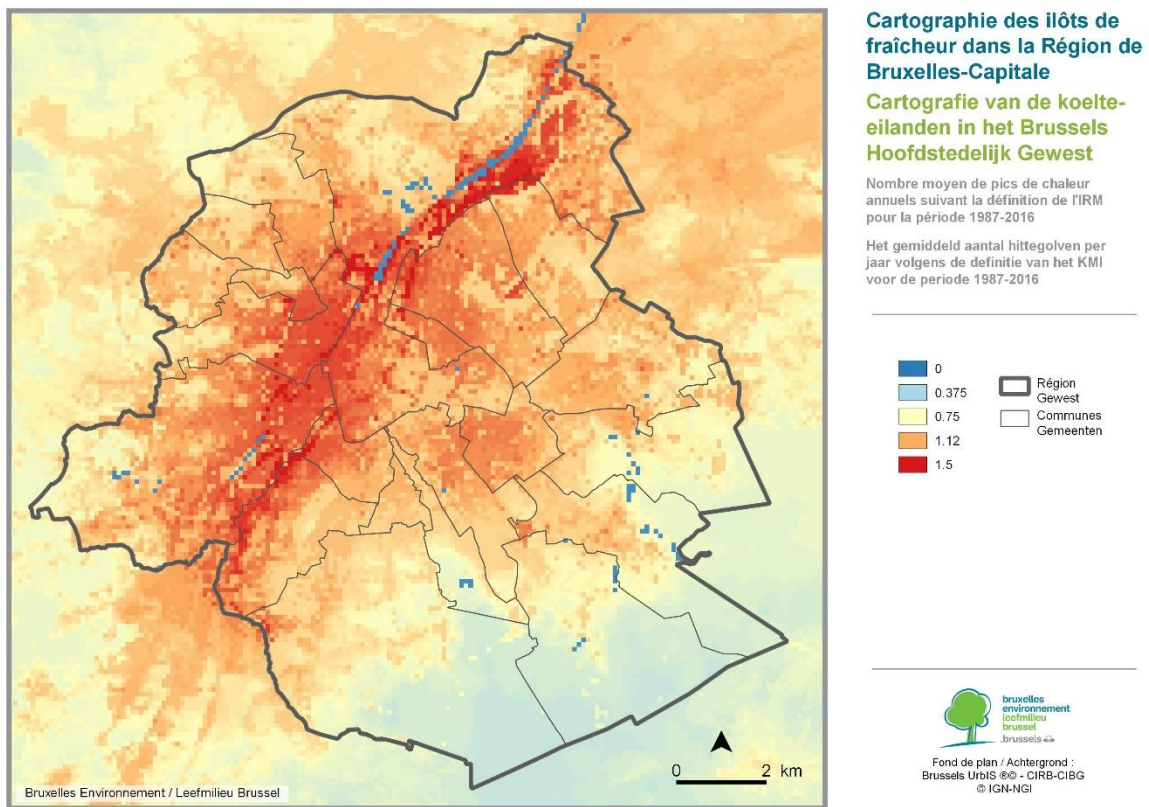 Cartographie des ilôts de
fraîcheur dans la Région de
Bruxelles-Capitale
Cartografie van de koelte-
eilanden in het Brussels
Hoofdstedelijk Gewest
Nombre moyen de pics de chaleur
annuels suivant la définition de l'IRM
pour la période 1987-2016
Het gemiddeld aantal hittegolven per
jaar volgens de definitie van het KMI
voor de periode 1987-2016
0
0.375
0.75
1.12
1.5
Région
Gewest
Communes
Gemeenten
0 2 km
Bruxelles Environnement / Leefmilieu Brussel
bruxelles
environnement
leefmilieu
brussel
.brussels
Fond de plan / Achtergrond :
Brussels UrbIS ®© - CIRB-CIBG
© IGN-NGI